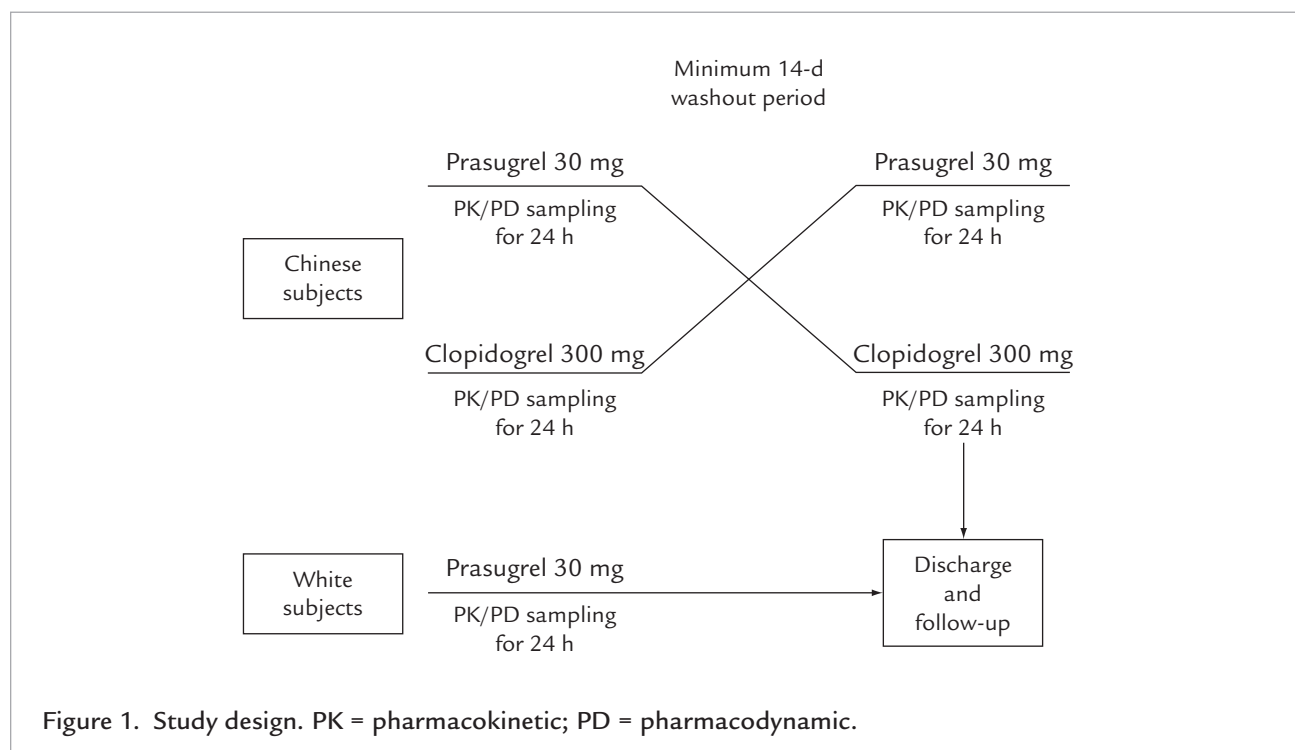 Minimum 14-d
washout period
Prasugrel 30 mg
PK/PD sampling
for 24 h
Prasugrel 30 mg
PK/PD sampling
for 24 h
Chinese
subjects
Clopidogrel 300 mg
PK/PD sampling
for 24 h
Clopidogrel 300 mg
PK/PD sampling
for 24 h
White
subjects
Prasugrel 30 mg
PK/PD sampling
for 24 h
Discharge
and
follow-up
Figure 1. Study design. PK = pharmacokinetic; PD = pharmacodynamic.